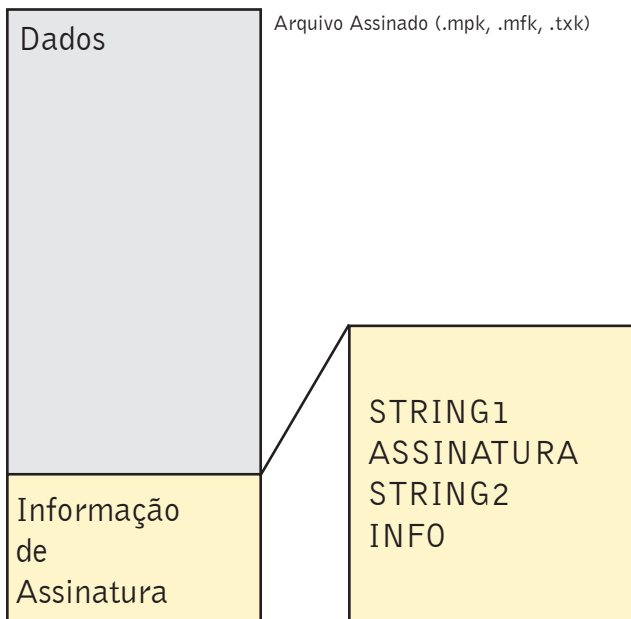 Dados
Arquivo Assinado (.mpk, .mfk, .txk)
STRING1
ASSINATURA
STRING2
INFO
Informação
de
Assinatura